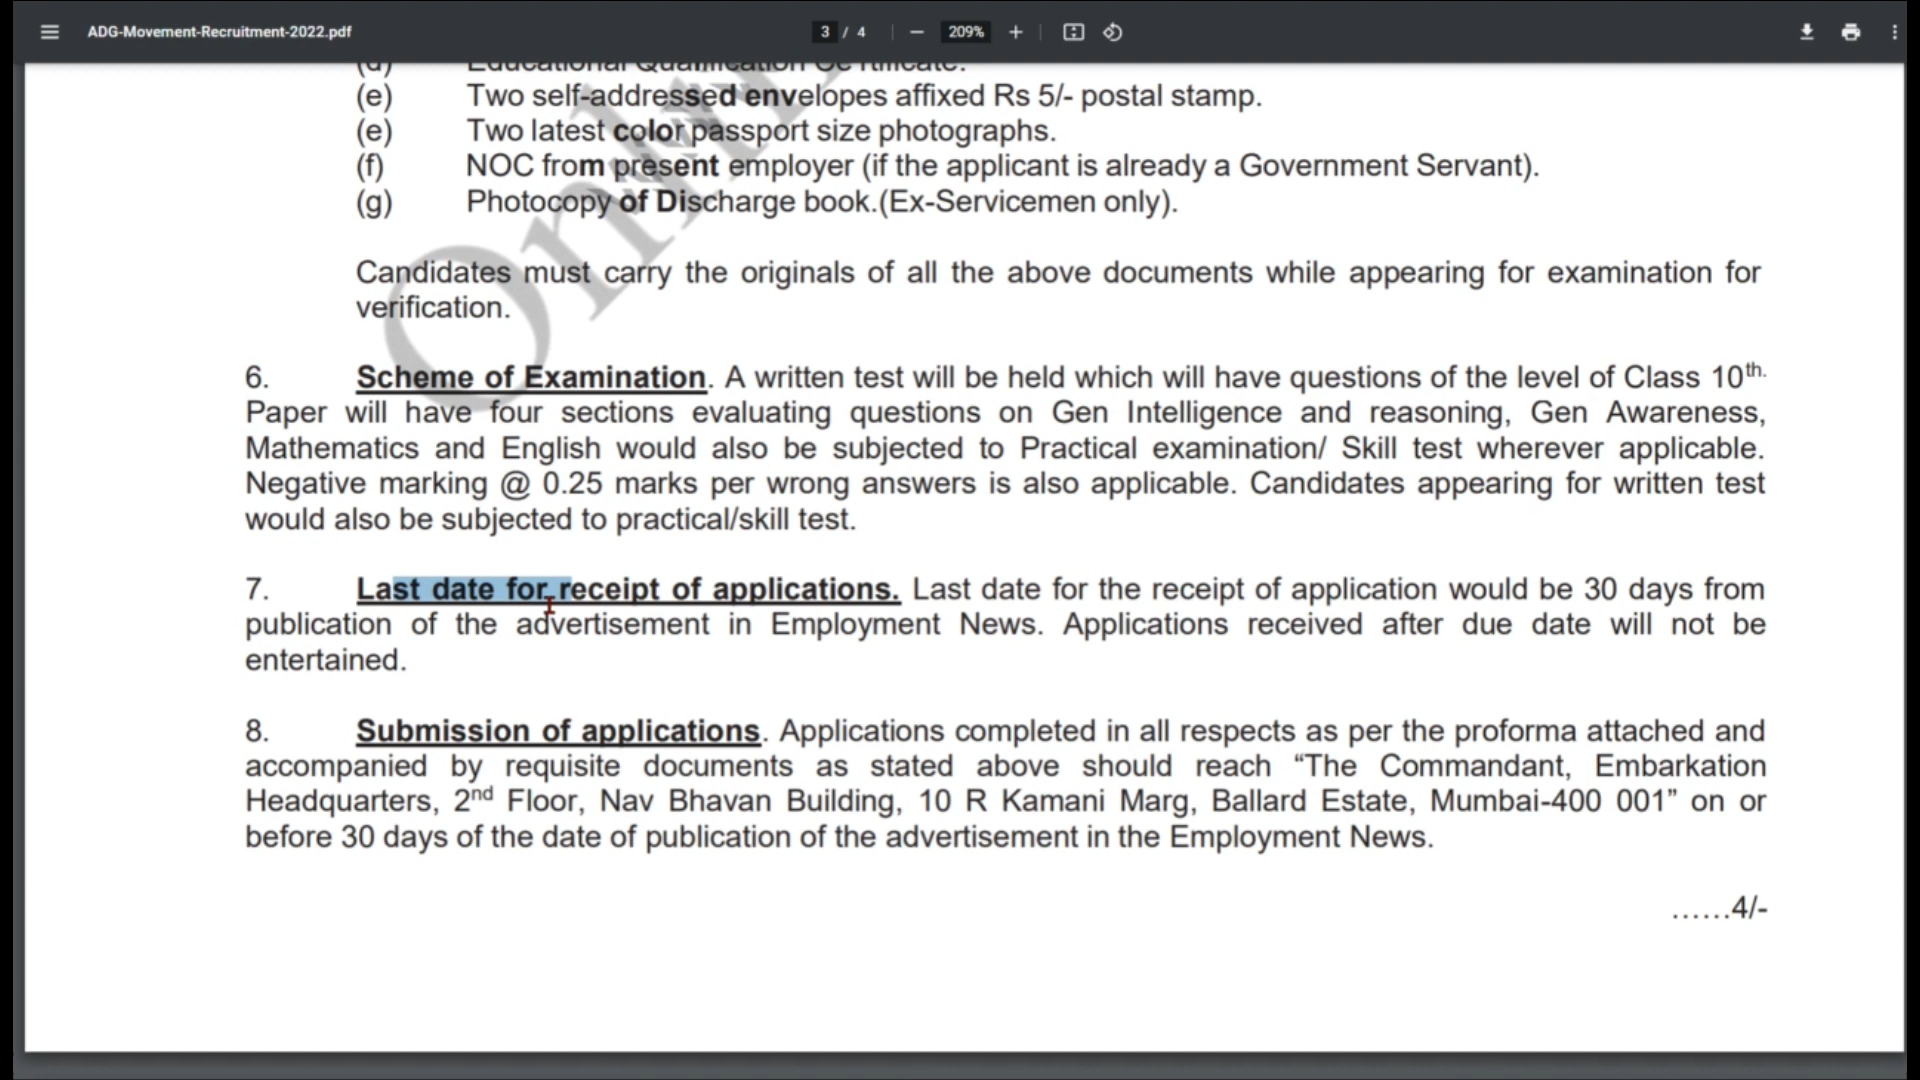 ADG-Movement-Recruitment-2022.pdf
3 / 4
209%
(d) Educational Qualification Certificate.
(e) Two self-addressed envelopes affixed Rs 5/- postal stamp.
(e) Two latest color passport size photographs.
(f) NOC from present employer (if the applicant is already a Government Servant).
(g) Photocopy of Discharge book.(Ex-Servicemen only).
Candidates must carry the originals of all the above documents while appearing for examination for
verification.
6. Scheme of Examination. A written test will be held which will have questions of the level of Class 10th.
Paper will have four sections evaluating questions on Gen Intelligence and reasoning, Gen Awareness,
Mathematics and English would also be subjected to Practical examination/ Skill test wherever applicable.
Negative marking @ 0.25 marks per wrong answers is also applicable. Candidates appearing for written test
would also be subjected to practical/skill test.
7. Last date for receipt of applications. Last date for the receipt of application would be 30 days from
publication of the advertisement in Employment News. Applications received after due date will not be
entertained.
8. Submission of applications. Applications completed in all respects as per the proforma attached and
accompanied by requisite documents as stated above should reach “The Commandant, Embarkation
Headquarters, 2nd Floor, Nav Bhavan Building, 10 R Kamani Marg, Ballard Estate, Mumbai-400 001” on or
before 30 days of the date of publication of the advertisement in the Employment News.
......4/-